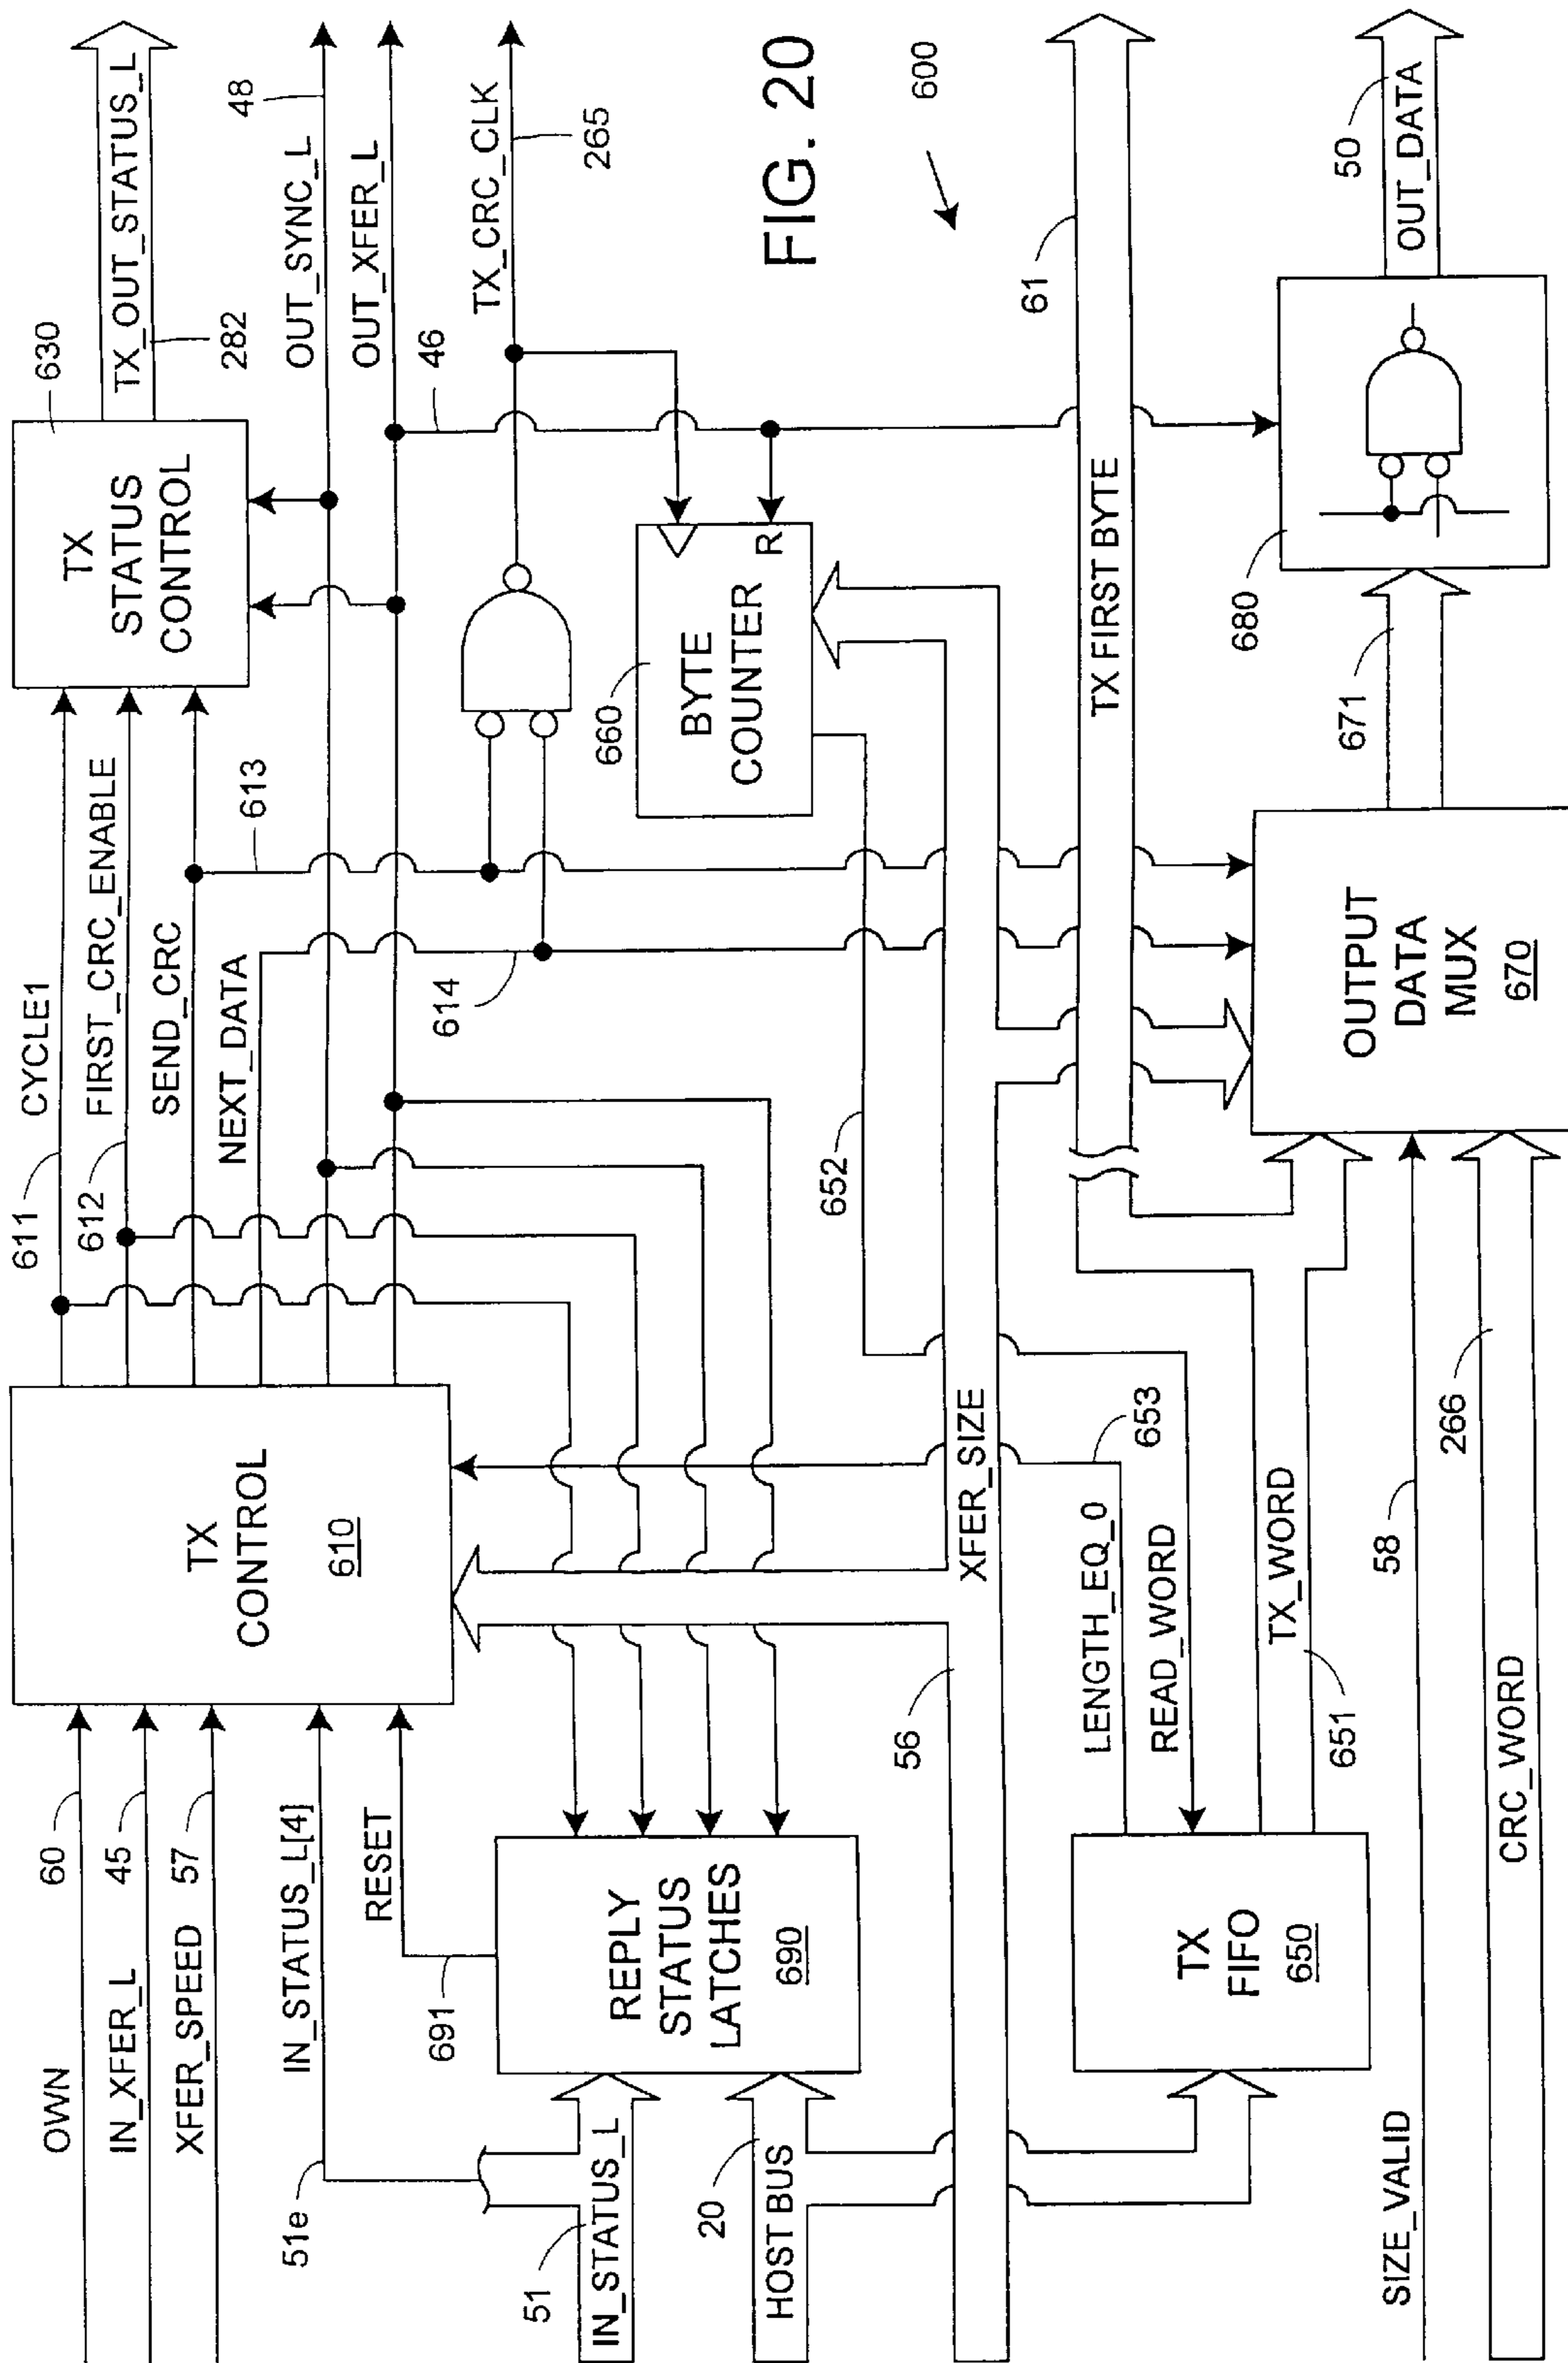 OWN
60
IN_XFER_L
45
XFER_SPEED
57
51e
IN_STATUS_L[4]
RESET
691
51
IN_STATUS_L
20
HOST BUS
REPLY
STATUS
LATCHES
690
TX
CONTROL
610
611
CYCLE1
612
FIRST_CRC_ENABLE
SEND_CRC
613
NEXT_DATA
614
TX
STATUS
CONTROL
630
TX_OUT_STATUS_L
282
OUT_SYNC_L
48
OUT_XFER_L
46
TX_CRC_CLK
265
660
BYTE
COUNTER
R
652
FIG. 20
600
56
XFER_SIZE
LENGTH_EQ_0
653
READ_WORD
TX
FIFO
650
TX_WORD
651
TX FIRST BYTE
61
SIZE_VALID
58
CRC_WORD
266
OUTPUT
DATA
MUX
670
671
680
50
OUT_DATA